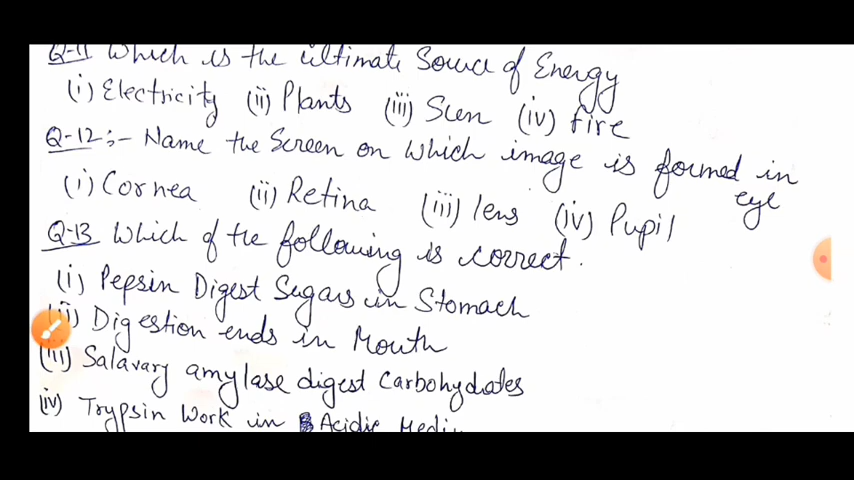 Q-11 Which is the ultimate Source of Energy
(i) Electricity (ii) Plants (iii) Sun (iv) fire
Q-12:- Name the Screen on which image is formed in eye
(i) Cornea (ii) Retina (iii) lens (iv) Pupil
Q-13 Which of the following is correct.
(i) Pepsin Digest Sugars in Stomach
(ii) Digestion ends in Mouth
(iii) Salavary amylase digest Carbohydrates
(iv) Trypsin Work in Acidic